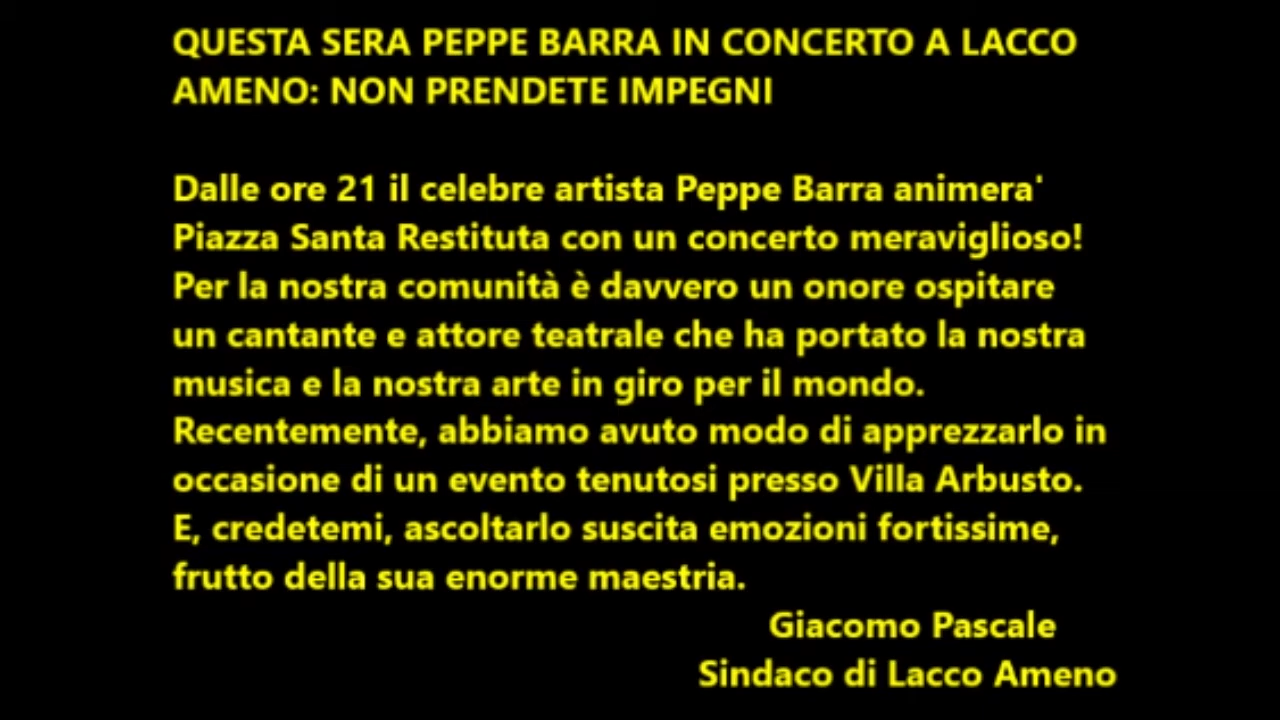 QUESTA SERA PEPPE BARRA IN CONCERTO A LACCO
AMENO: NON PRENDETE IMPEGNI
Dalle ore 21 il celebre artista Peppe Barra animera'
Piazza Santa Restituta con un concerto meraviglioso!
Per la nostra comunità è davvero un onore ospitare
un cantante e attore teatrale che ha portato la nostra
musica e la nostra arte in giro per il mondo.
Recentemente, abbiamo avuto modo di apprezzarlo in
occasione di un evento tenutosi presso Villa Arbusto.
E, credetemi, ascoltarlo suscita emozioni fortissime,
frutto della sua enorme maestria.
Giacomo Pascale
Sindaco di Lacco Ameno